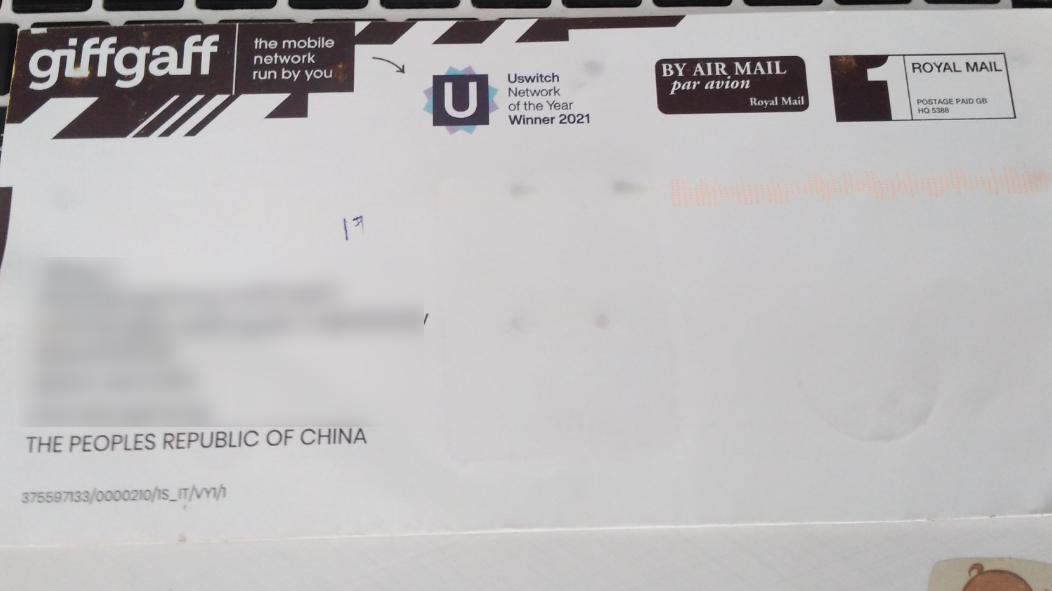 giffgaff
the mobile
network
run by you
Uswitch
Network
of the Year
Winner 2021
U
BY AIR MAIL
par avion
Royal Mail
1
ROYAL MAIL
POSTAGE PAID GB
HQ 5388
17
THE PEOPLES REPUBLIC OF CHINA
375597133/0000210/1S_IT/VY1/1